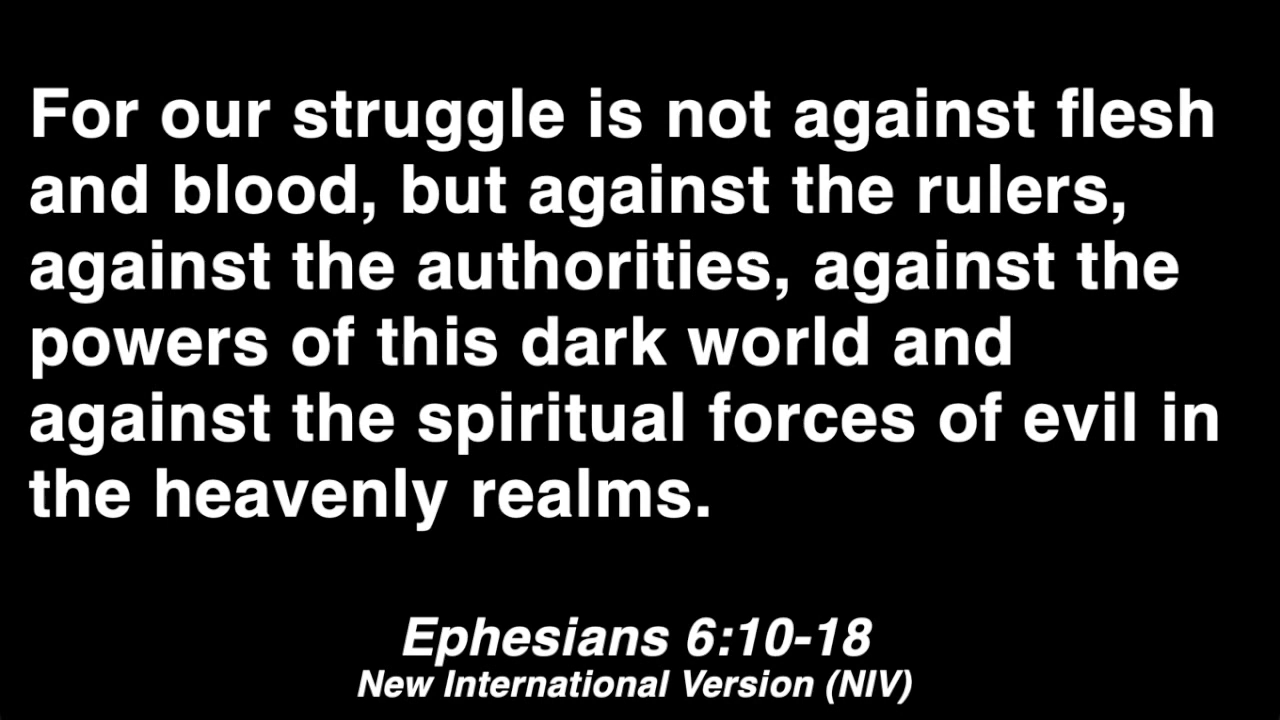 For our struggle is not against flesh
and blood, but against the rulers,
against the authorities, against the
powers of this dark world and
against the spiritual forces of evil in
the heavenly realms.
Ephesians 6:10-18
New International Version (NIV)